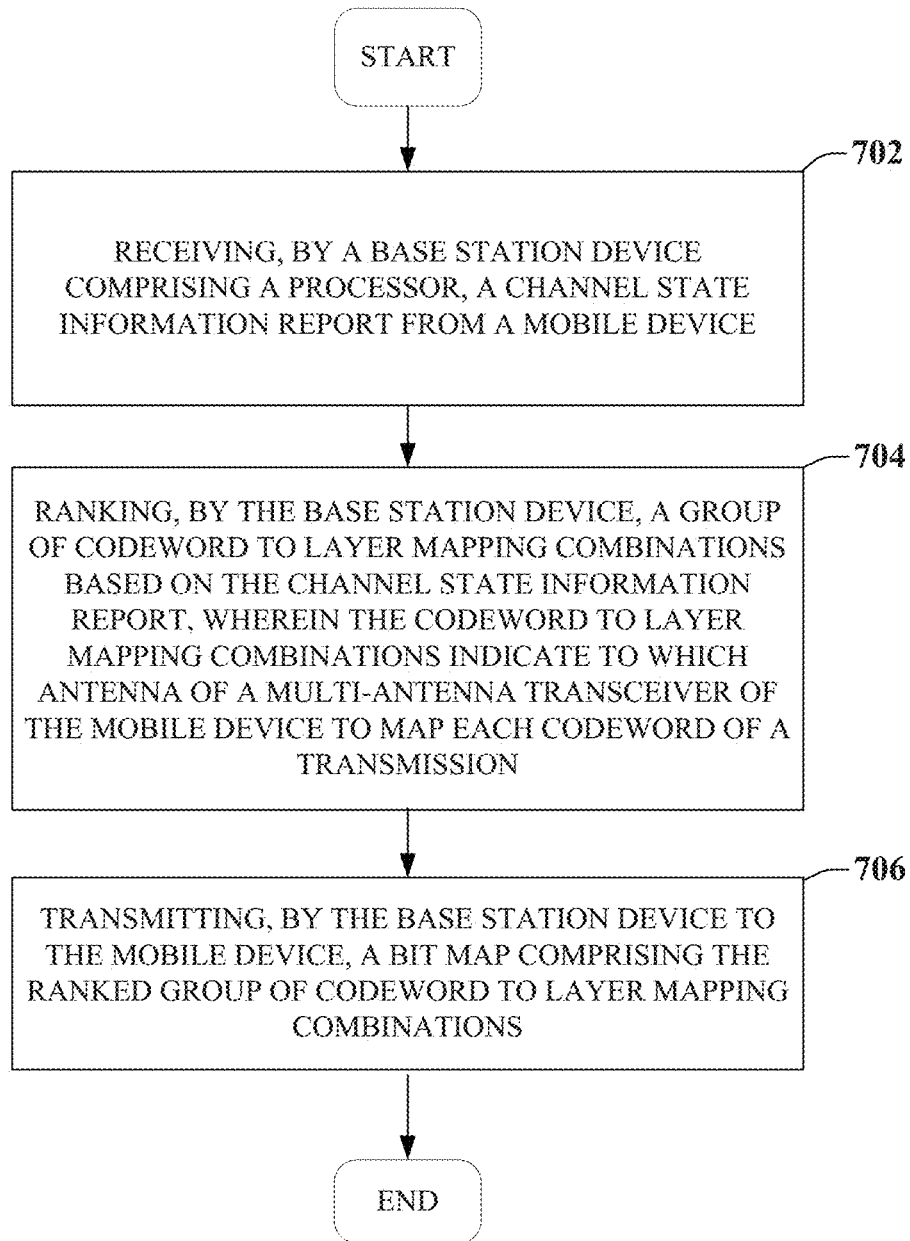 START
702
RECEIVING, BY A BASE STATION DEVICE
COMPRISING A PROCESSOR, A CHANNEL STATE
INFORMATION REPORT FROM A MOBILE DEVICE
704
RANKING, BY THE BASE STATION DEVICE, A GROUP
OF CODEWORD TO LAYER MAPPING COMBINATIONS
BASED ON THE CHANNEL STATE INFORMATION
REPORT, WHEREIN THE CODEWORD TO LAYER
MAPPING COMBINATIONS INDICATE TO WHICH
ANTENNA OF A MULTI-ANTENNA TRANSCEIVER OF
THE MOBILE DEVICE TO MAP EACH CODEWORD OF A
TRANSMISSION
706
TRANSMITTING, BY THE BASE STATION DEVICE TO
THE MOBILE DEVICE, A BIT MAP COMPRISING THE
RANKED GROUP OF CODEWORD TO LAYER MAPPING
COMBINATIONS
END